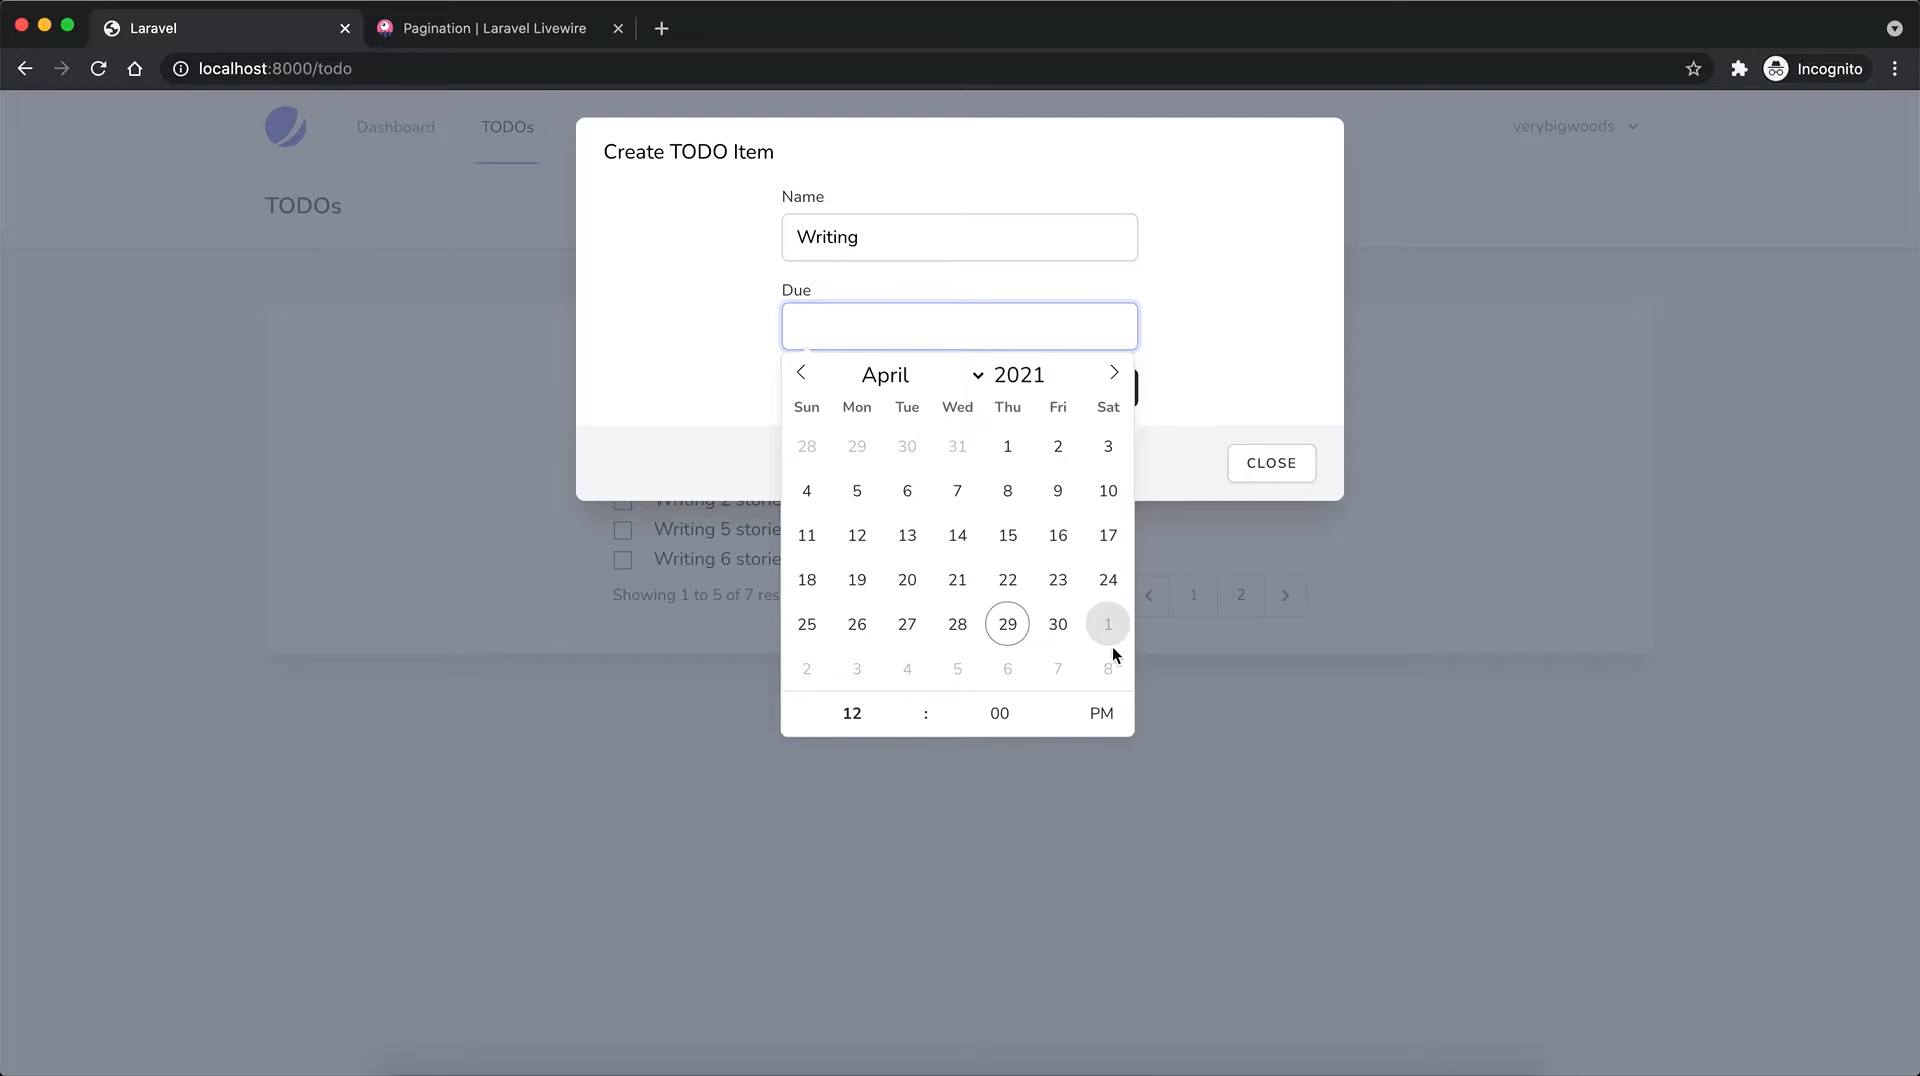 Laravel
Pagination | Laravel Livewire
localhost:8000/todo
Incognito
Dashboard
TODOs
verybigwoods
TODOs
Create TODO Item
Name
Writing
Due
April 2021
Sun Mon Tue Wed Thu Fri Sat
28 29 30 31 1 2 3
4 5 6 7 8 9 10
11 12 13 14 15 16 17
18 19 20 21 22 23 24
25 26 27 28 29 30 1
2 3 4 5 6 7 8
12 : 00 PM
CLOSE
Writing 2 stories
Writing 5 storie
Writing 6 storie
Showing 1 to 5 of 7 res
1 2